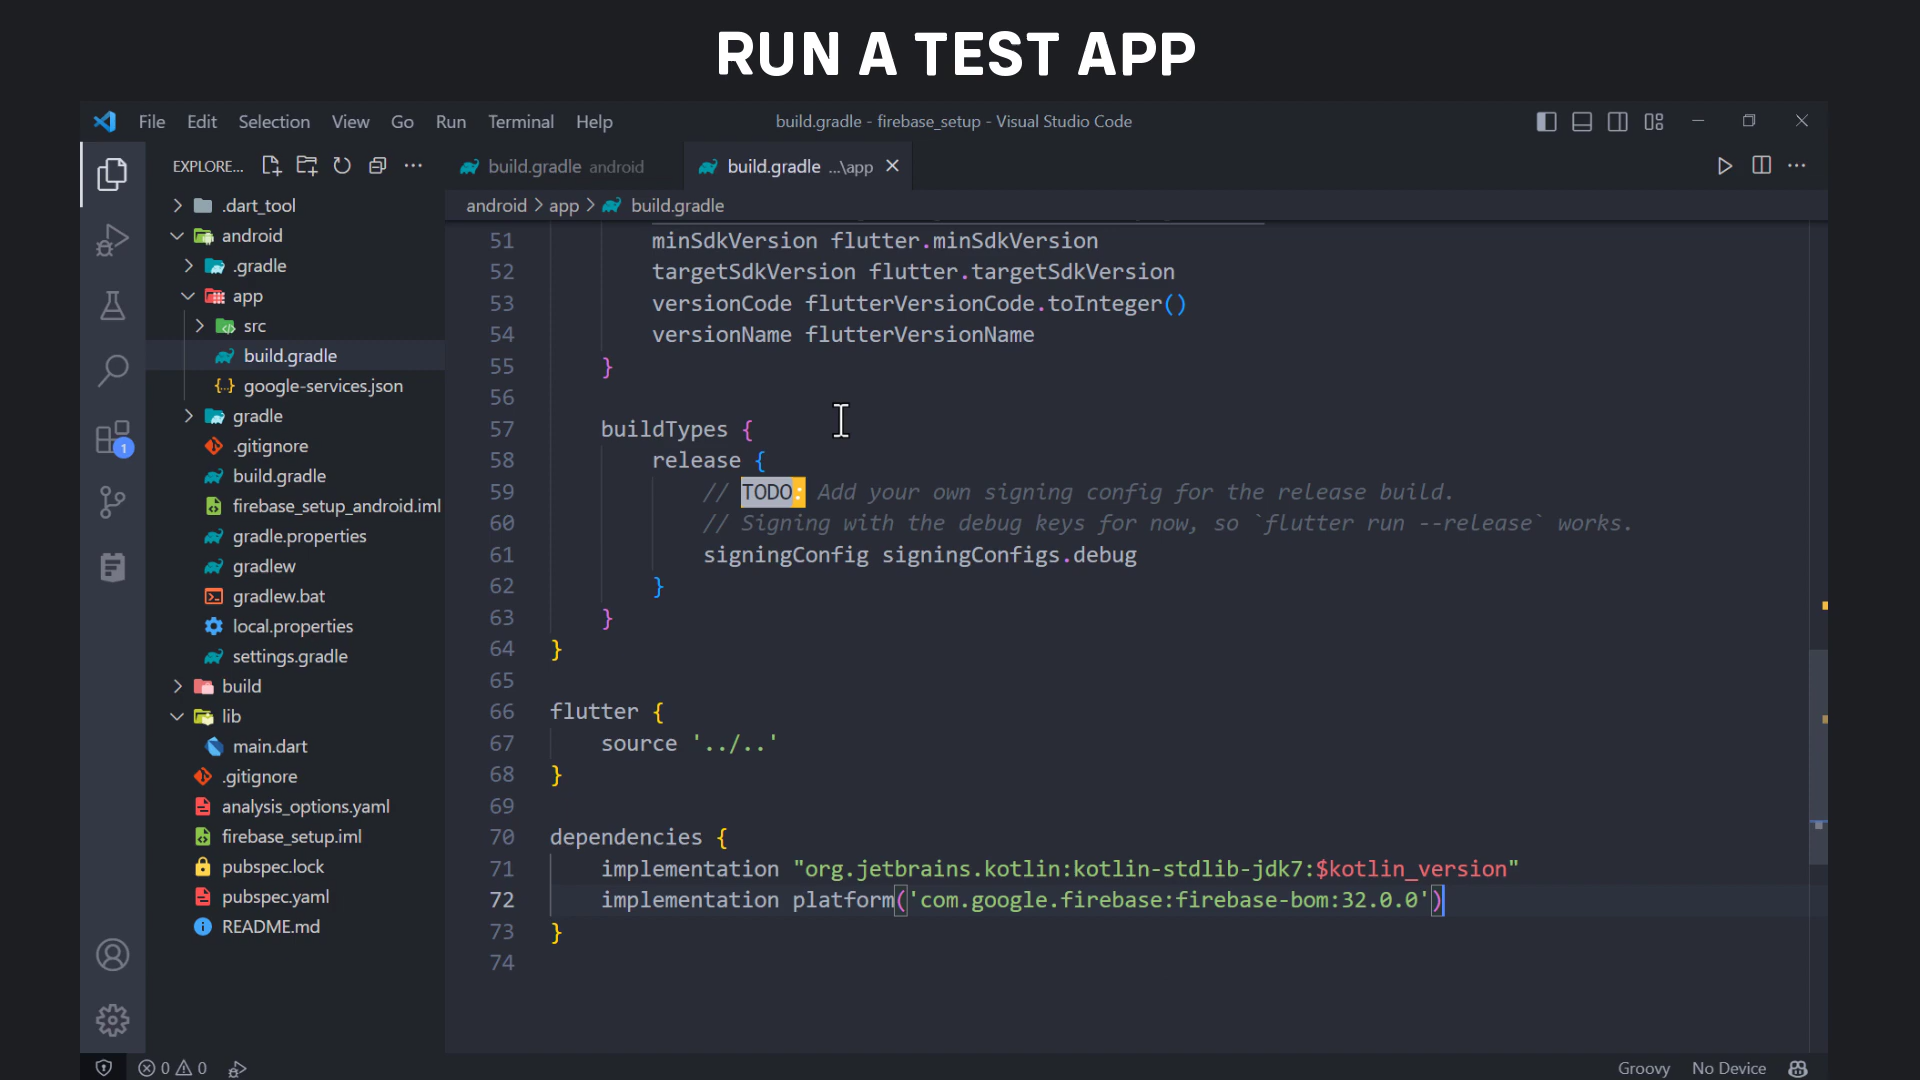 RUN A TEST APP
File Edit Selection View Go Run Terminal Help
build.gradle - firebase_setup - Visual Studio Code
EXPLORE...
build.gradle android
build.gradle ...\app
android > app > build.gradle
.dart_tool
android
.gradle
app
src
build.gradle
google-services.json
gradle
.gitignore
build.gradle
firebase_setup_android.iml
gradle.properties
gradlew
gradlew.bat
local.properties
settings.gradle
build
lib
main.dart
.gitignore
analysis_options.yaml
firebase_setup.iml
pubspec.lock
pubspec.yaml
README.md
1
51 minSdkVersion flutter.minSdkVersion
52 targetSdkVersion flutter.targetSdkVersion
53 versionCode flutterVersionCode.toInteger()
54 versionName flutterVersionName
55 }
56
57 buildTypes {
58 release {
59 // TODO: Add your own signing config for the release build.
60 // Signing with the debug keys for now, so `flutter run --release` works.
61 signingConfig signingConfigs.debug
62 }
63 }
64 }
65
66 flutter {
67 source '../..'
68 }
69
70 dependencies {
71 implementation "org.jetbrains.kotlin:kotlin-stdlib-jdk7:$kotlin_version"
72 implementation platform('com.google.firebase:firebase-bom:32.0.0')
73 }
74
0 0
Groovy No Device